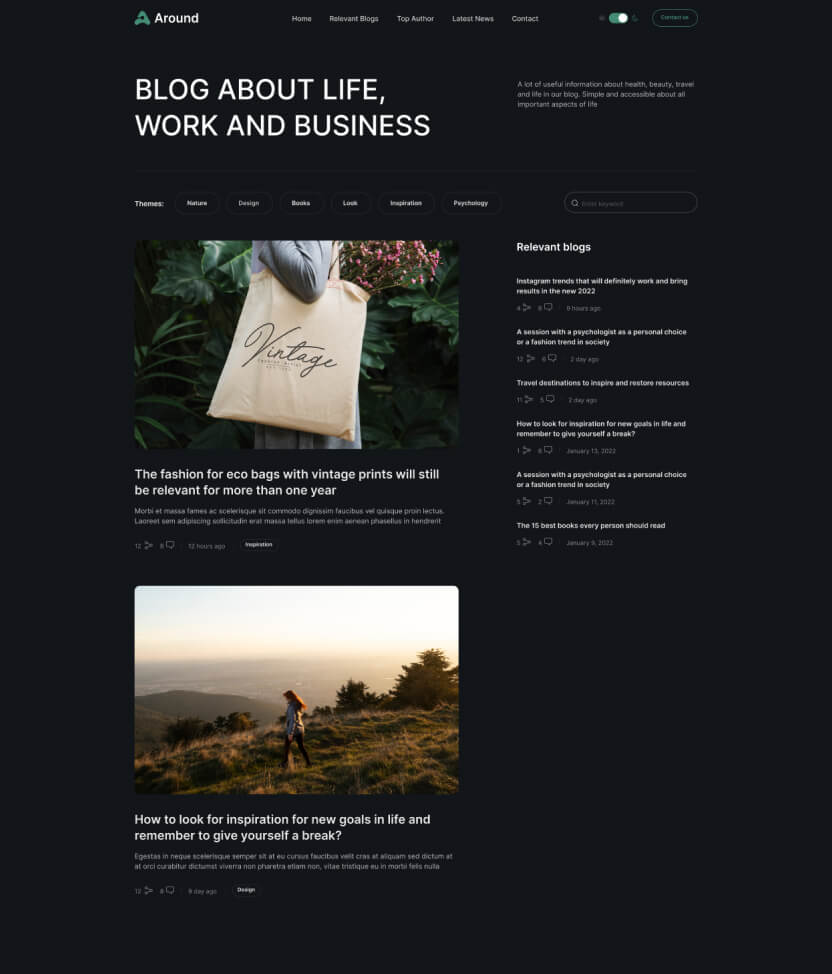 Around
Home Relevant Blogs Top Author Latest News Contact
Contact us
BLOG ABOUT LIFE,
WORK AND BUSINESS
A lot of useful information about health, beauty, travel
and life in our blog. Simple and accessible about all
important aspects of life
Themes: Nature Design Books Look Inspiration Psychology
Enter keyword
Vintage
The fashion for eco bags with vintage prints will still
be relevant for more than one year
Morbi et massa fames ac scelerisque sit commodo dignissim faucibus vel quisque proin lectus.
Laoreet sem adipiscing sollicitudin erat massa tellus lorem enim aenean phasellus in hendrerit
12 8 12 hours ago Inspiration
How to look for inspiration for new goals in life and
remember to give yourself a break?
Egestas in neque scelerisque semper sit at eu cursus faucibus velit cras at aliquam sed dictum at
at orci curabitur dictumst viverra non pharetra etiam non, vitae tristique eu in morbi felis nulla
12 8 9 day ago Design
Relevant blogs
Instagram trends that will definitely work and bring
results in the new 2022
4 8 9 hours ago
A session with a psychologist as a personal choice
or a fashion trend in society
12 6 2 day ago
Travel destinations to inspire and restore resources
11 5 2 day ago
How to look for inspiration for new goals in life and
remember to give yourself a break?
1 8 January 13, 2022
A session with a psychologist as a personal choice
or a fashion trend in society
5 2 January 11, 2022
The 15 best books every person should read
5 4 January 9, 2022